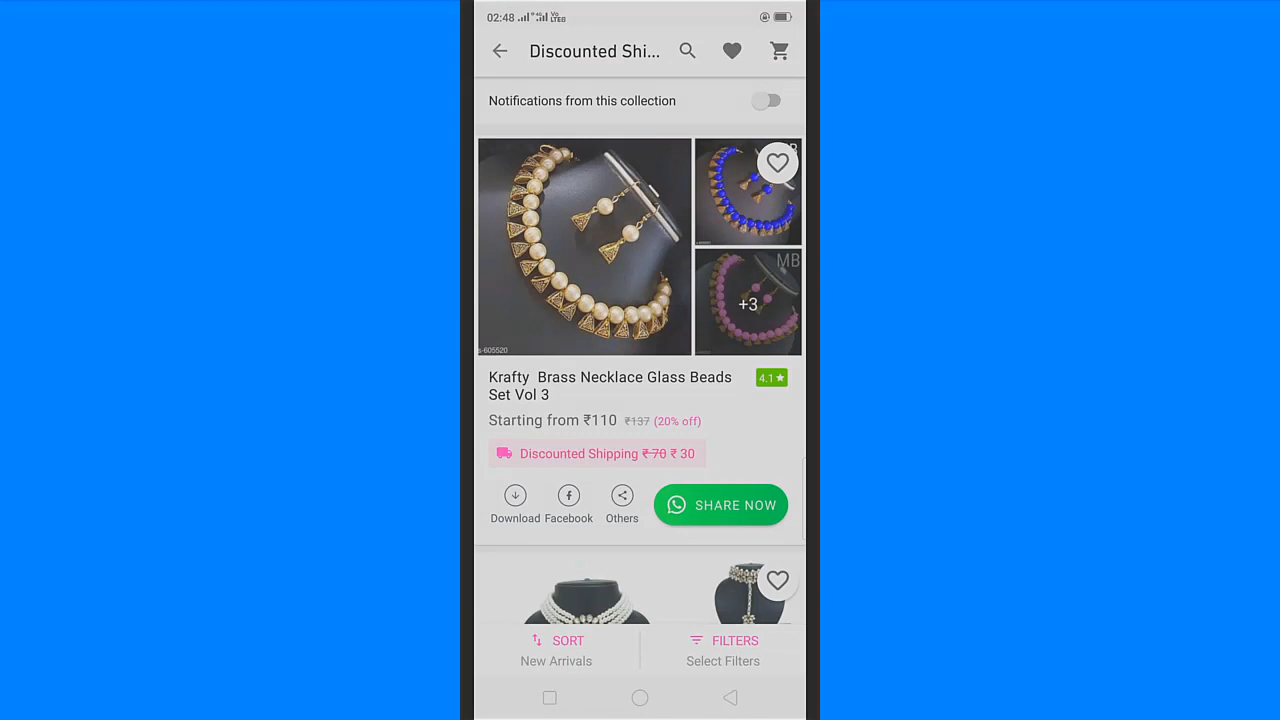 02:48
Discounted Shi...
Notifications from this collection
MB
+3
s-605520
Krafty Brass Necklace Glass Beads
Set Vol 3
4.1★
Starting from ₹110 ₹137 (20% off)
Discounted Shipping ₹ 70 ₹ 30
Download Facebook Others
SHARE NOW
SORT
New Arrivals
FILTERS
Select Filters